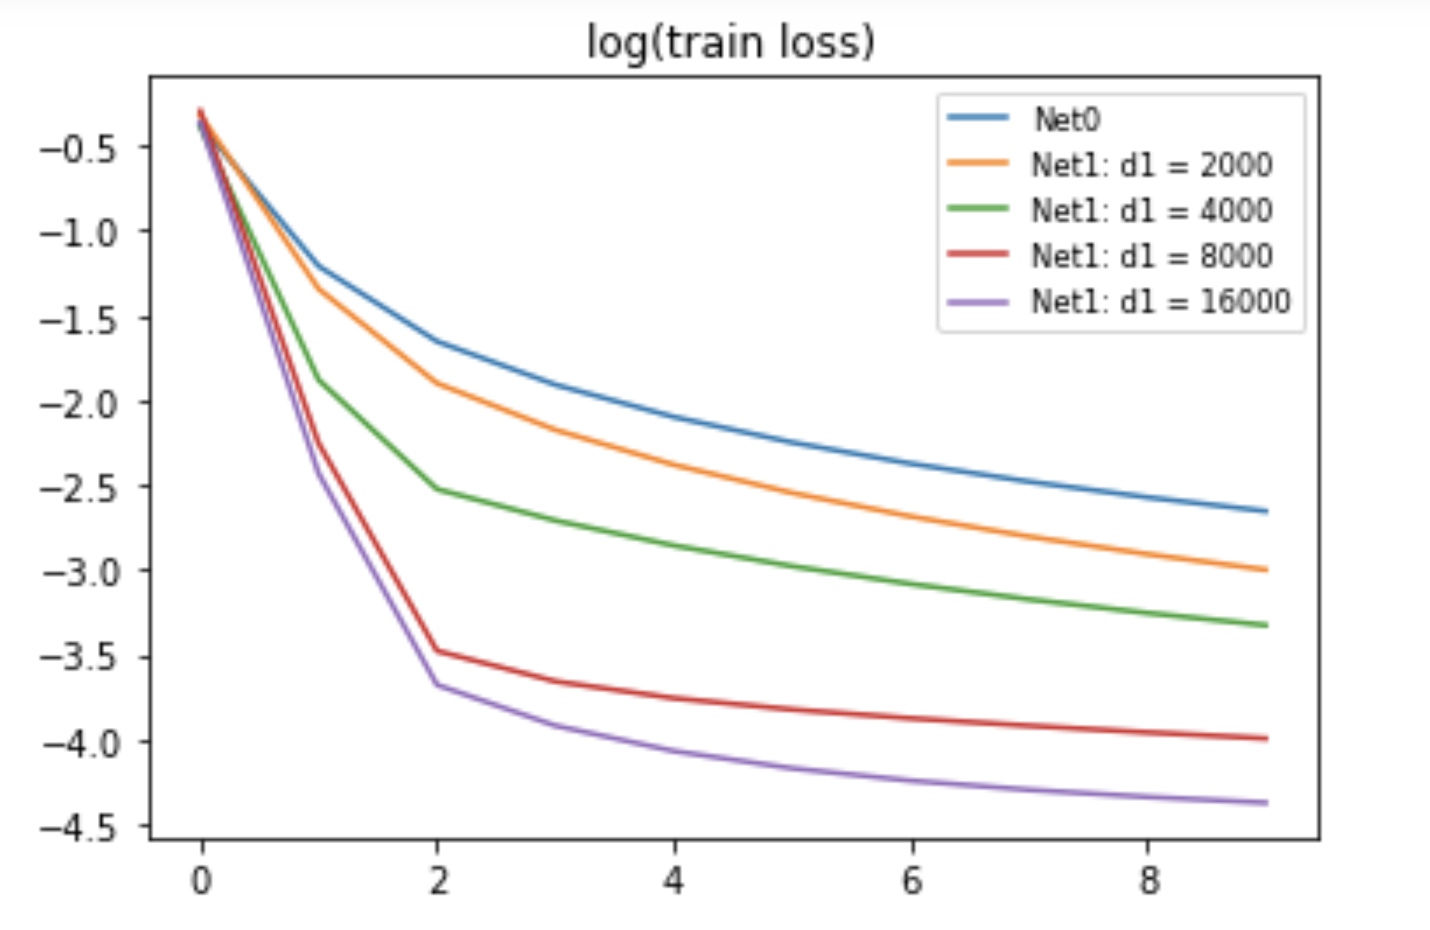 log(train loss)
Net0
Net1: d1 = 2000
Net1: d1 = 4000
Net1: d1 = 8000
Net1: d1 = 16000
−0.5
−1.0
−1.5
−2.0
−2.5
−3.0
−3.5
−4.0
−4.5
0 2 4 6 8